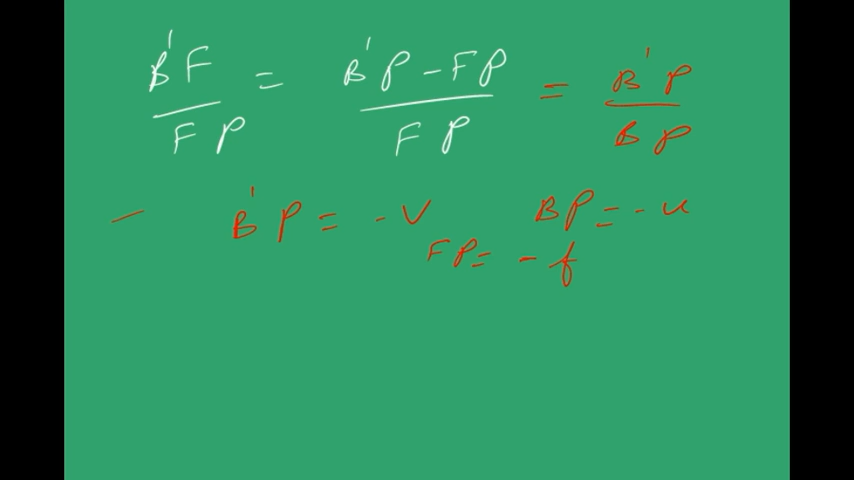 B'F / FP = B'P - FP / FP = B'P / BP
— B'P = - v BP = - u
FP = - f